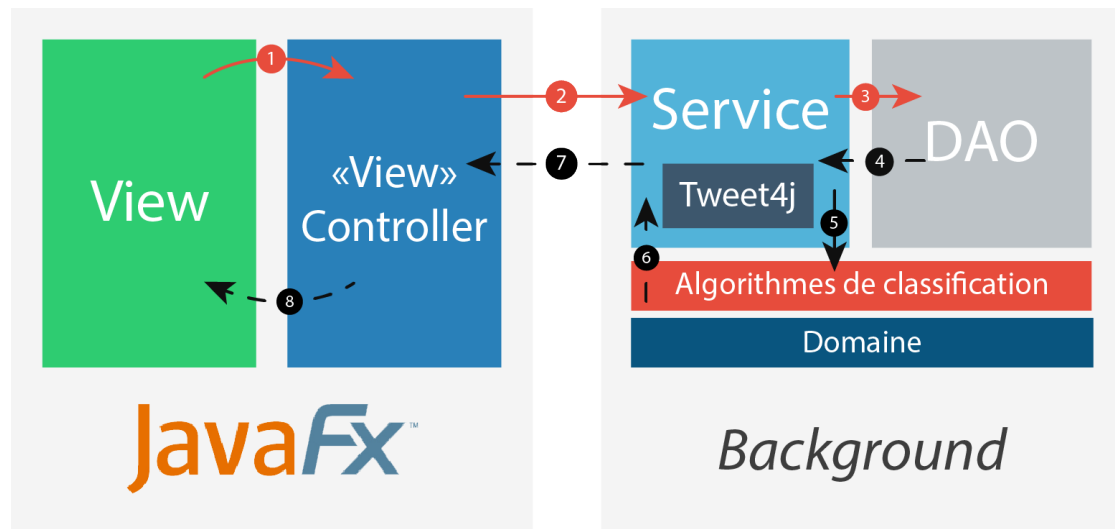 1
2
3
4
5
6
7
8
View
«View»
Controller
Service
Tweet4j
DAO
Algorithmes de classification
Domaine
JavaFx™
Background